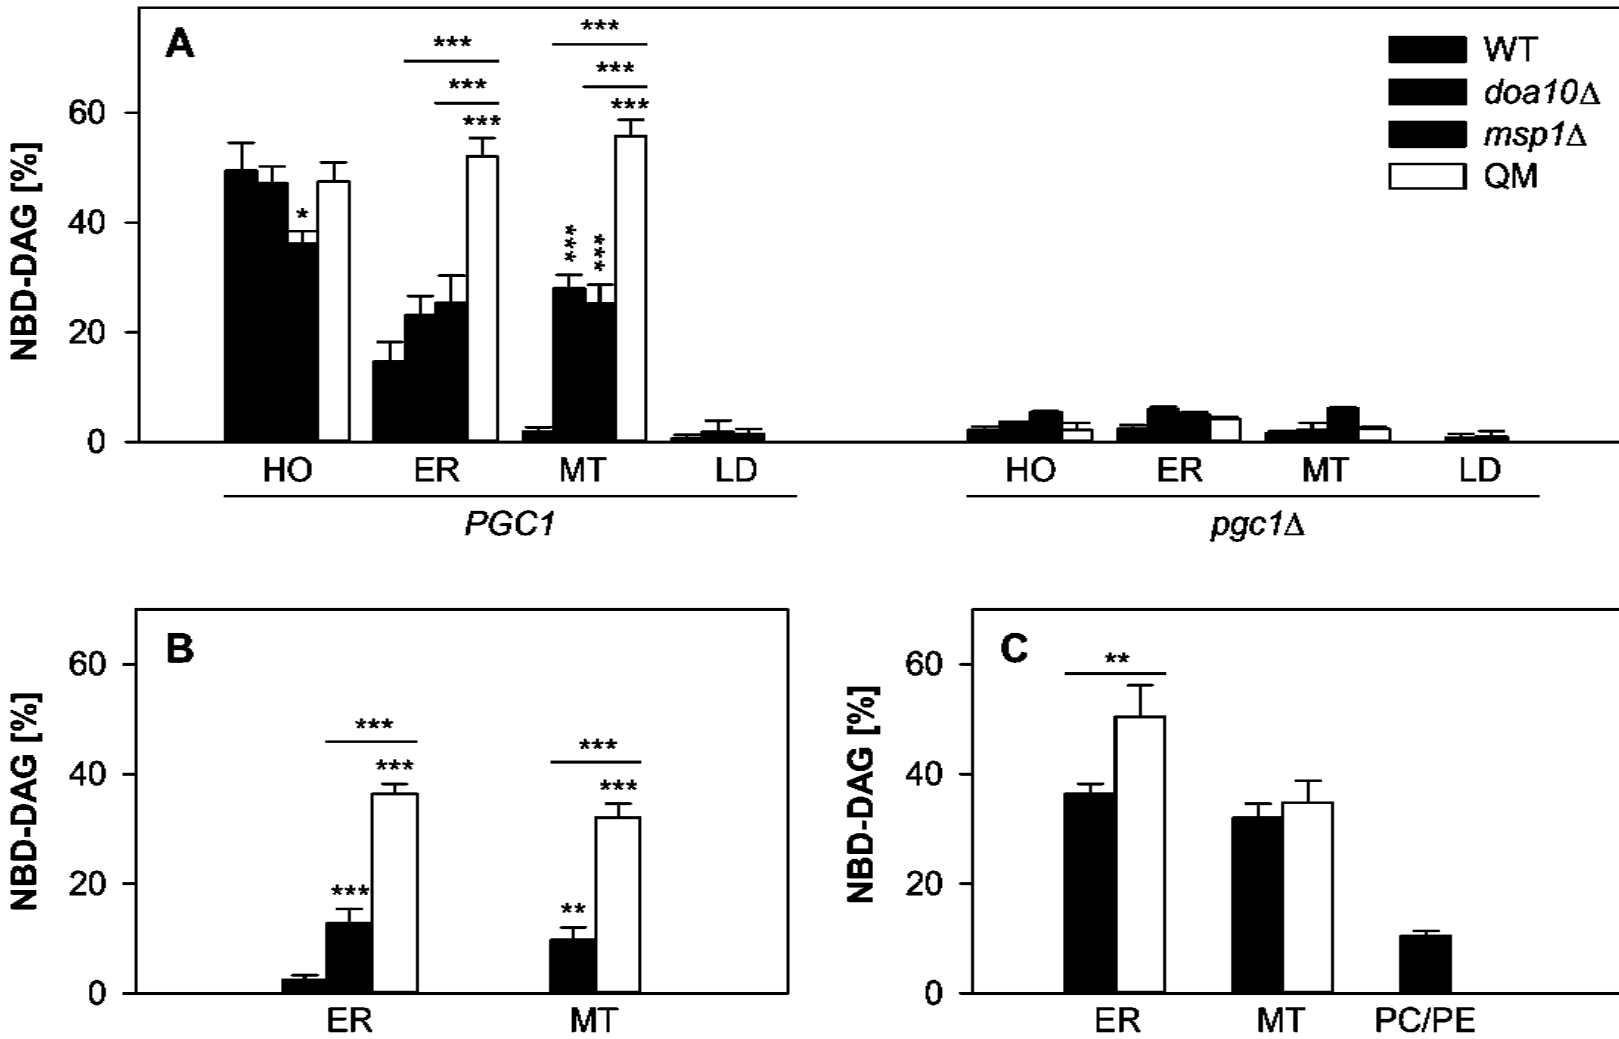 A
***
***
***
***
***
***
***
***
***
*
WT
doa10Δ
msp1Δ
QM
NBD-DAG [%]
60
40
20
0
HO ER MT LD HO ER MT LD
PGC1 pgc1Δ
B
***
***
***
***
***
**
NBD-DAG [%]
60
40
20
0
ER MT
C
**
NBD-DAG [%]
60
40
20
0
ER MT PC/PE